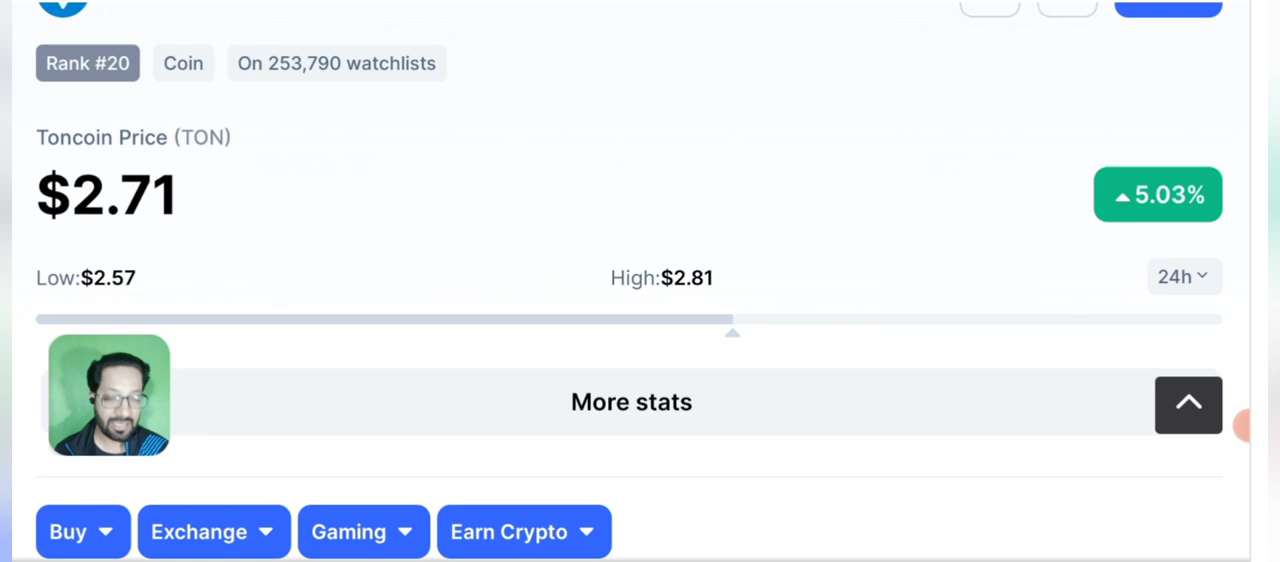 Rank #20 Coin On 253,790 watchlists
Toncoin Price (TON)
$2.71 5.03%
Low:$2.57 High:$2.81 24h
More stats
Buy Exchange Gaming Earn Crypto